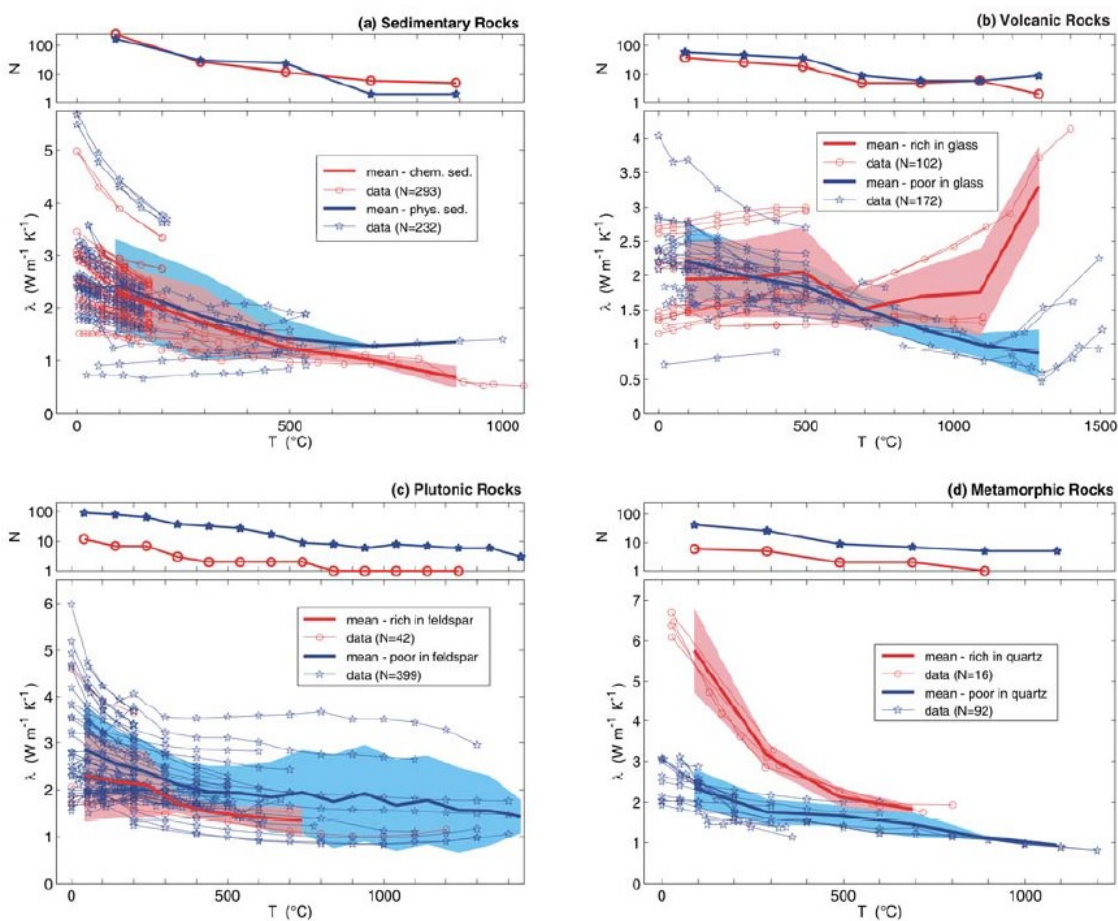 (a) Sedimentary Rocks
100
10
1
N
5
4
3
2
1
0
λ (W m⁻¹ K⁻¹)
mean - chem. sed.
data (N=293)
mean - phys. sed.
data (N=232)
0 500 1000
T (°C)
(b) Volcanic Rocks
100
10
1
N
4
3.5
3
2.5
2
1.5
1
0.5
0
λ (W m⁻¹ K⁻¹)
mean - rich in glass
data (N=102)
mean - poor in glass
data (N=172)
0 500 1000 1500
T (°C)
(c) Plutonic Rocks
100
10
1
N
6
5
4
3
2
1
0
λ (W m⁻¹ K⁻¹)
mean - rich in feldspar
data (N=42)
mean - poor in feldspar
data (N=399)
0 500 1000
T (°C)
(d) Metamorphic Rocks
100
10
1
N
7
6
5
4
3
2
1
0
λ (W m⁻¹ K⁻¹)
mean - rich in quartz
data (N=16)
mean - poor in quartz
data (N=92)
0 500 1000
T (°C)